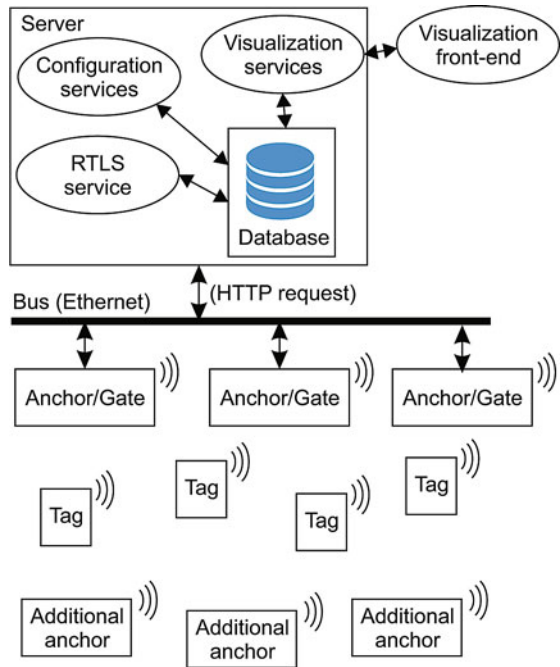 Server
Configuration
services
Visualization
services
Visualization
front-end
RTLS
service
Database
(HTTP request)
Bus (Ethernet)
Anchor/Gate
Anchor/Gate
Anchor/Gate
Tag
Tag
Tag
Tag
Additional
anchor
Additional
anchor
Additional
anchor